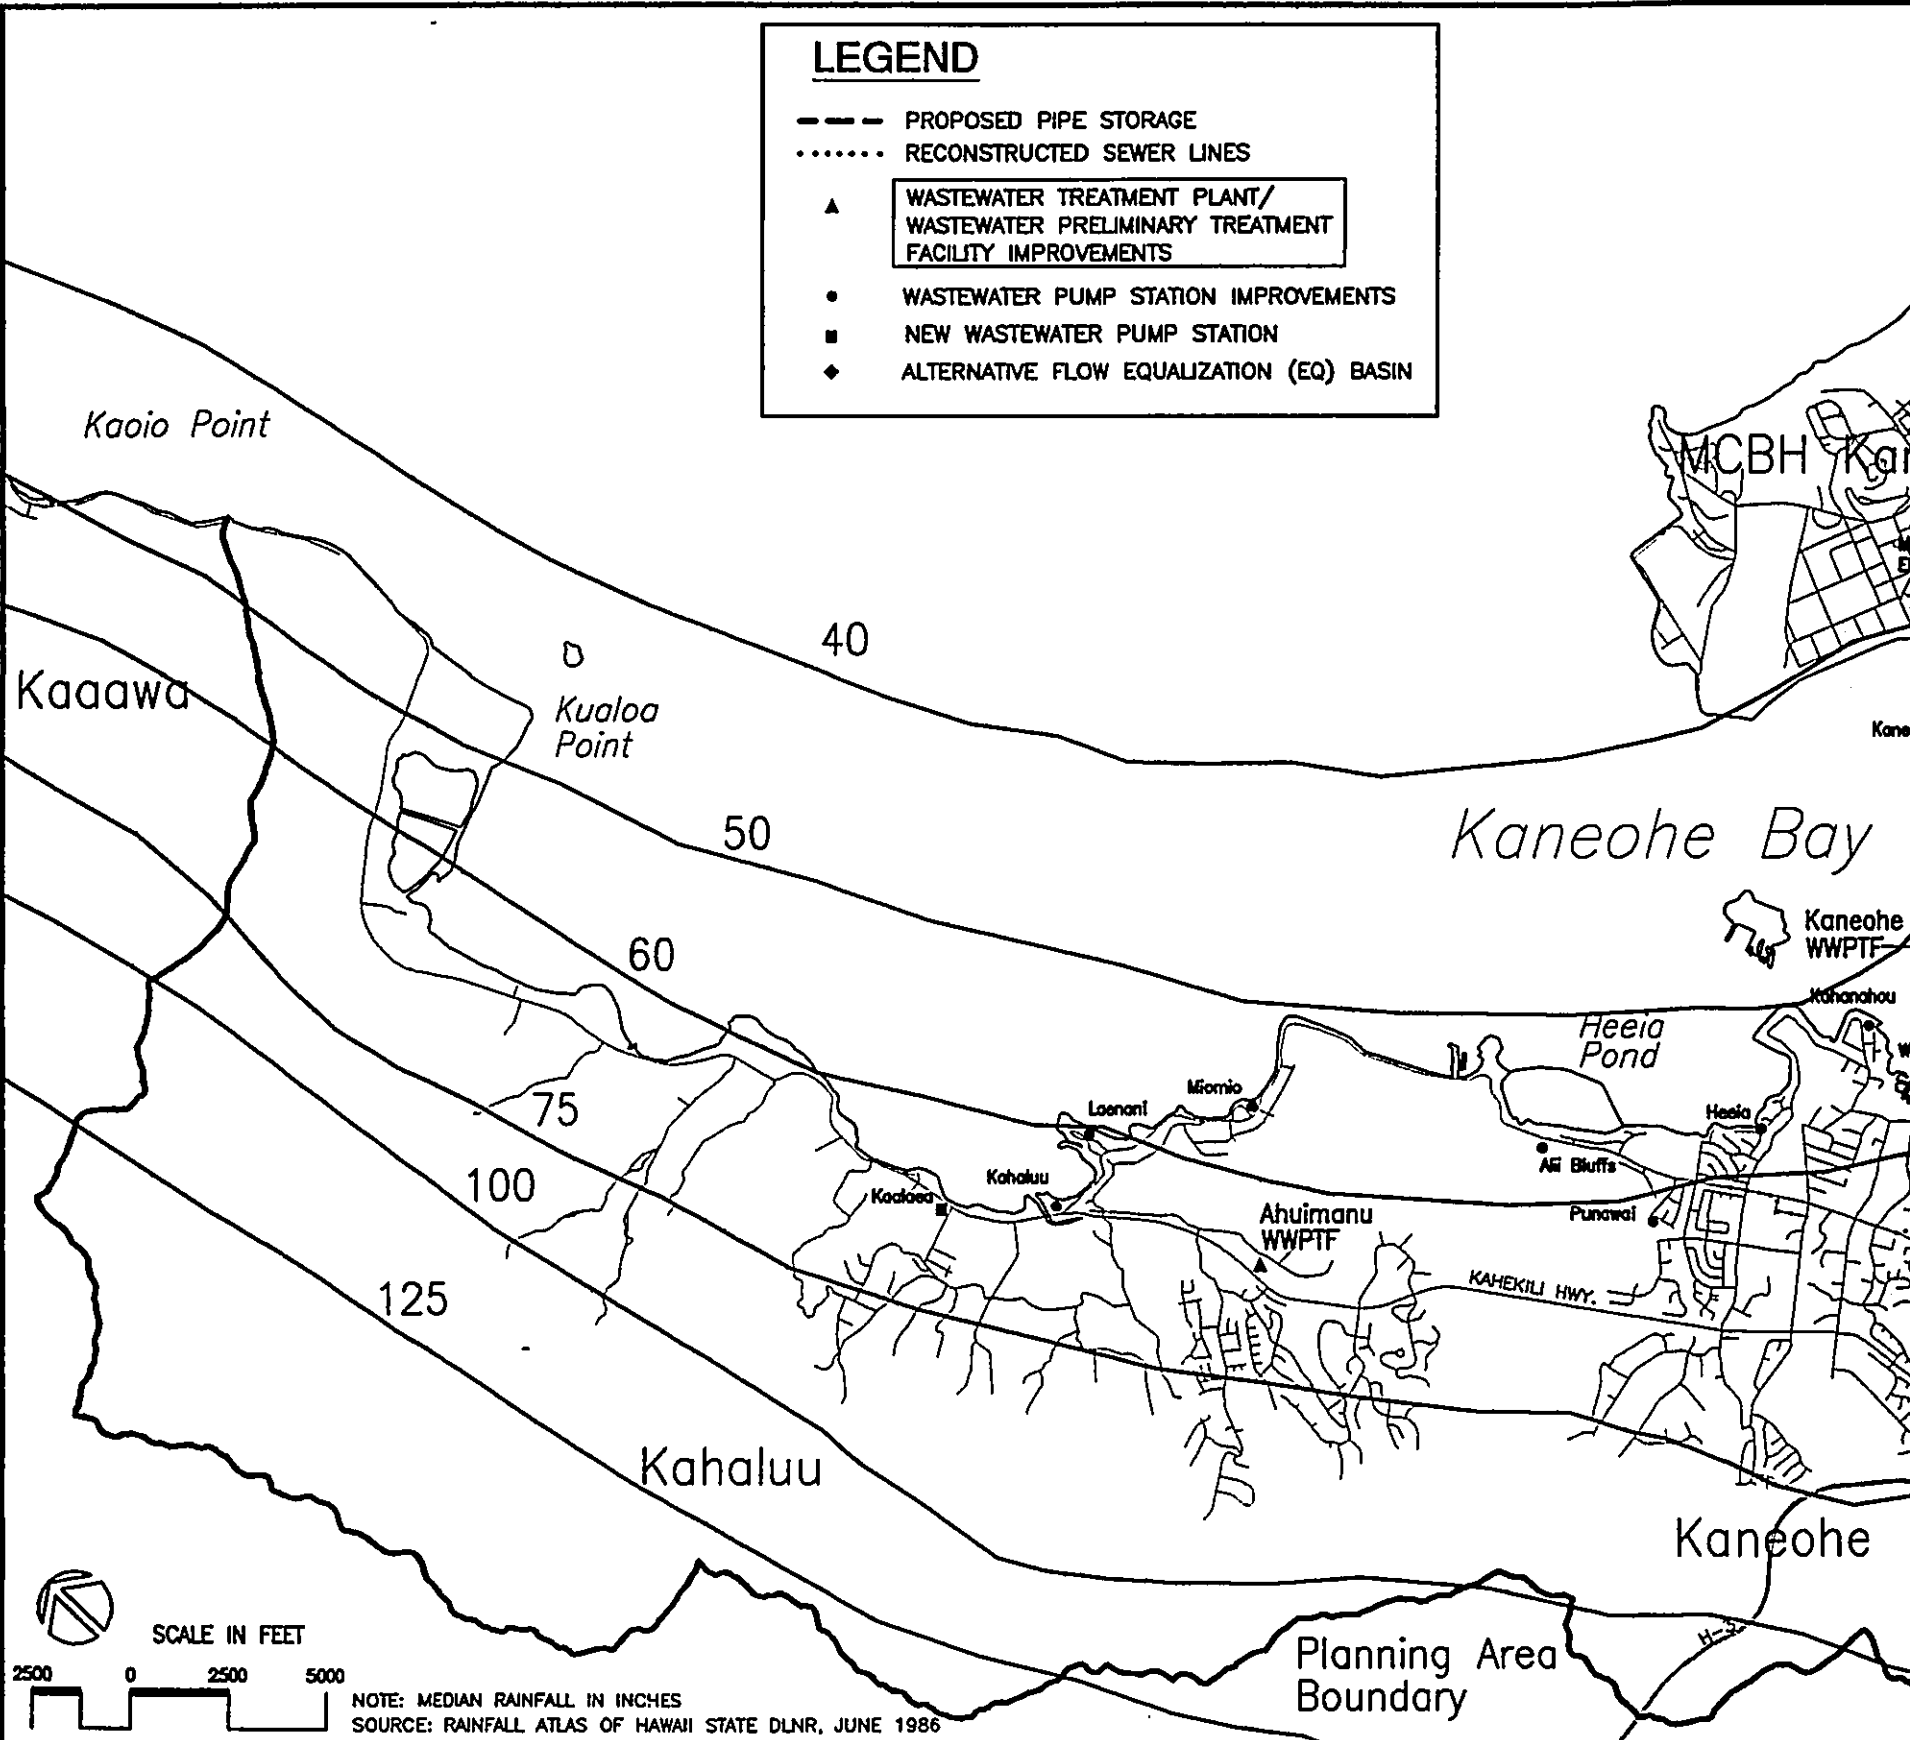 LEGEND
PROPOSED PIPE STORAGE
RECONSTRUCTED SEWER LINES
WASTEWATER TREATMENT PLANT/
WASTEWATER PRELIMINARY TREATMENT
FACILITY IMPROVEMENTS
WASTEWATER PUMP STATION IMPROVEMENTS
NEW WASTEWATER PUMP STATION
ALTERNATIVE FLOW EQUALIZATION (EQ) BASIN
Kaoio Point
MCBH
40
Kaaawa
Kualoa
Point
50
Kaneohe Bay
Kaneohe
WWPTF
60
Kahanahou
Heeia
Pond
Miomio
75
Laenani
Heeia
Alii Bluffs
100
Kahaluu
Kaalaea
Punawai
Ahuimanu
WWPTF
KAHEKILI HWY.
125
Kahaluu
Kaneohe
H-3
Planning Area
Boundary
SCALE IN FEET
2500 0 2500 5000
NOTE: MEDIAN RAINFALL IN INCHES
SOURCE: RAINFALL ATLAS OF HAWAII STATE DLNR, JUNE 1986